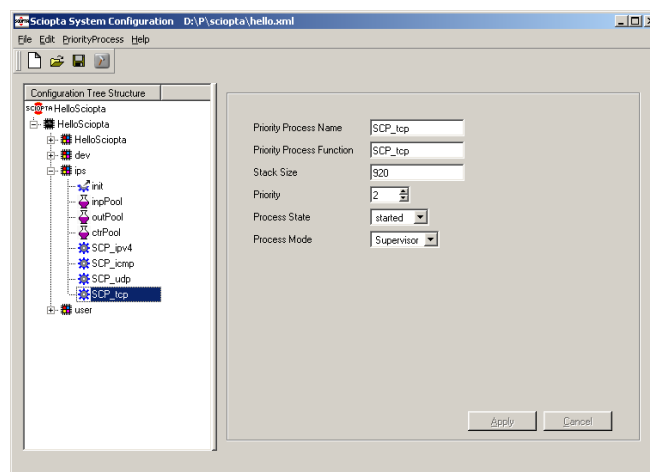 Sciopta System Configuration D:\P\sciopta\hello.xml
File Edit PriorityProcess Help
Configuration Tree Structure
SCIOPTA HelloSciopta
HelloSciopta
HelloSciopta
dev
ips
init
inpPool
outPool
ctrPool
SCP_ipv4
SCP_icmp
SCP_udp
SCP_tcp
user
Priority Process Name SCP_tcp
Priority Process Function SCP_tcp
Stack Size 920
Priority 2
Process State started
Process Mode Supervisor
Apply Cancel